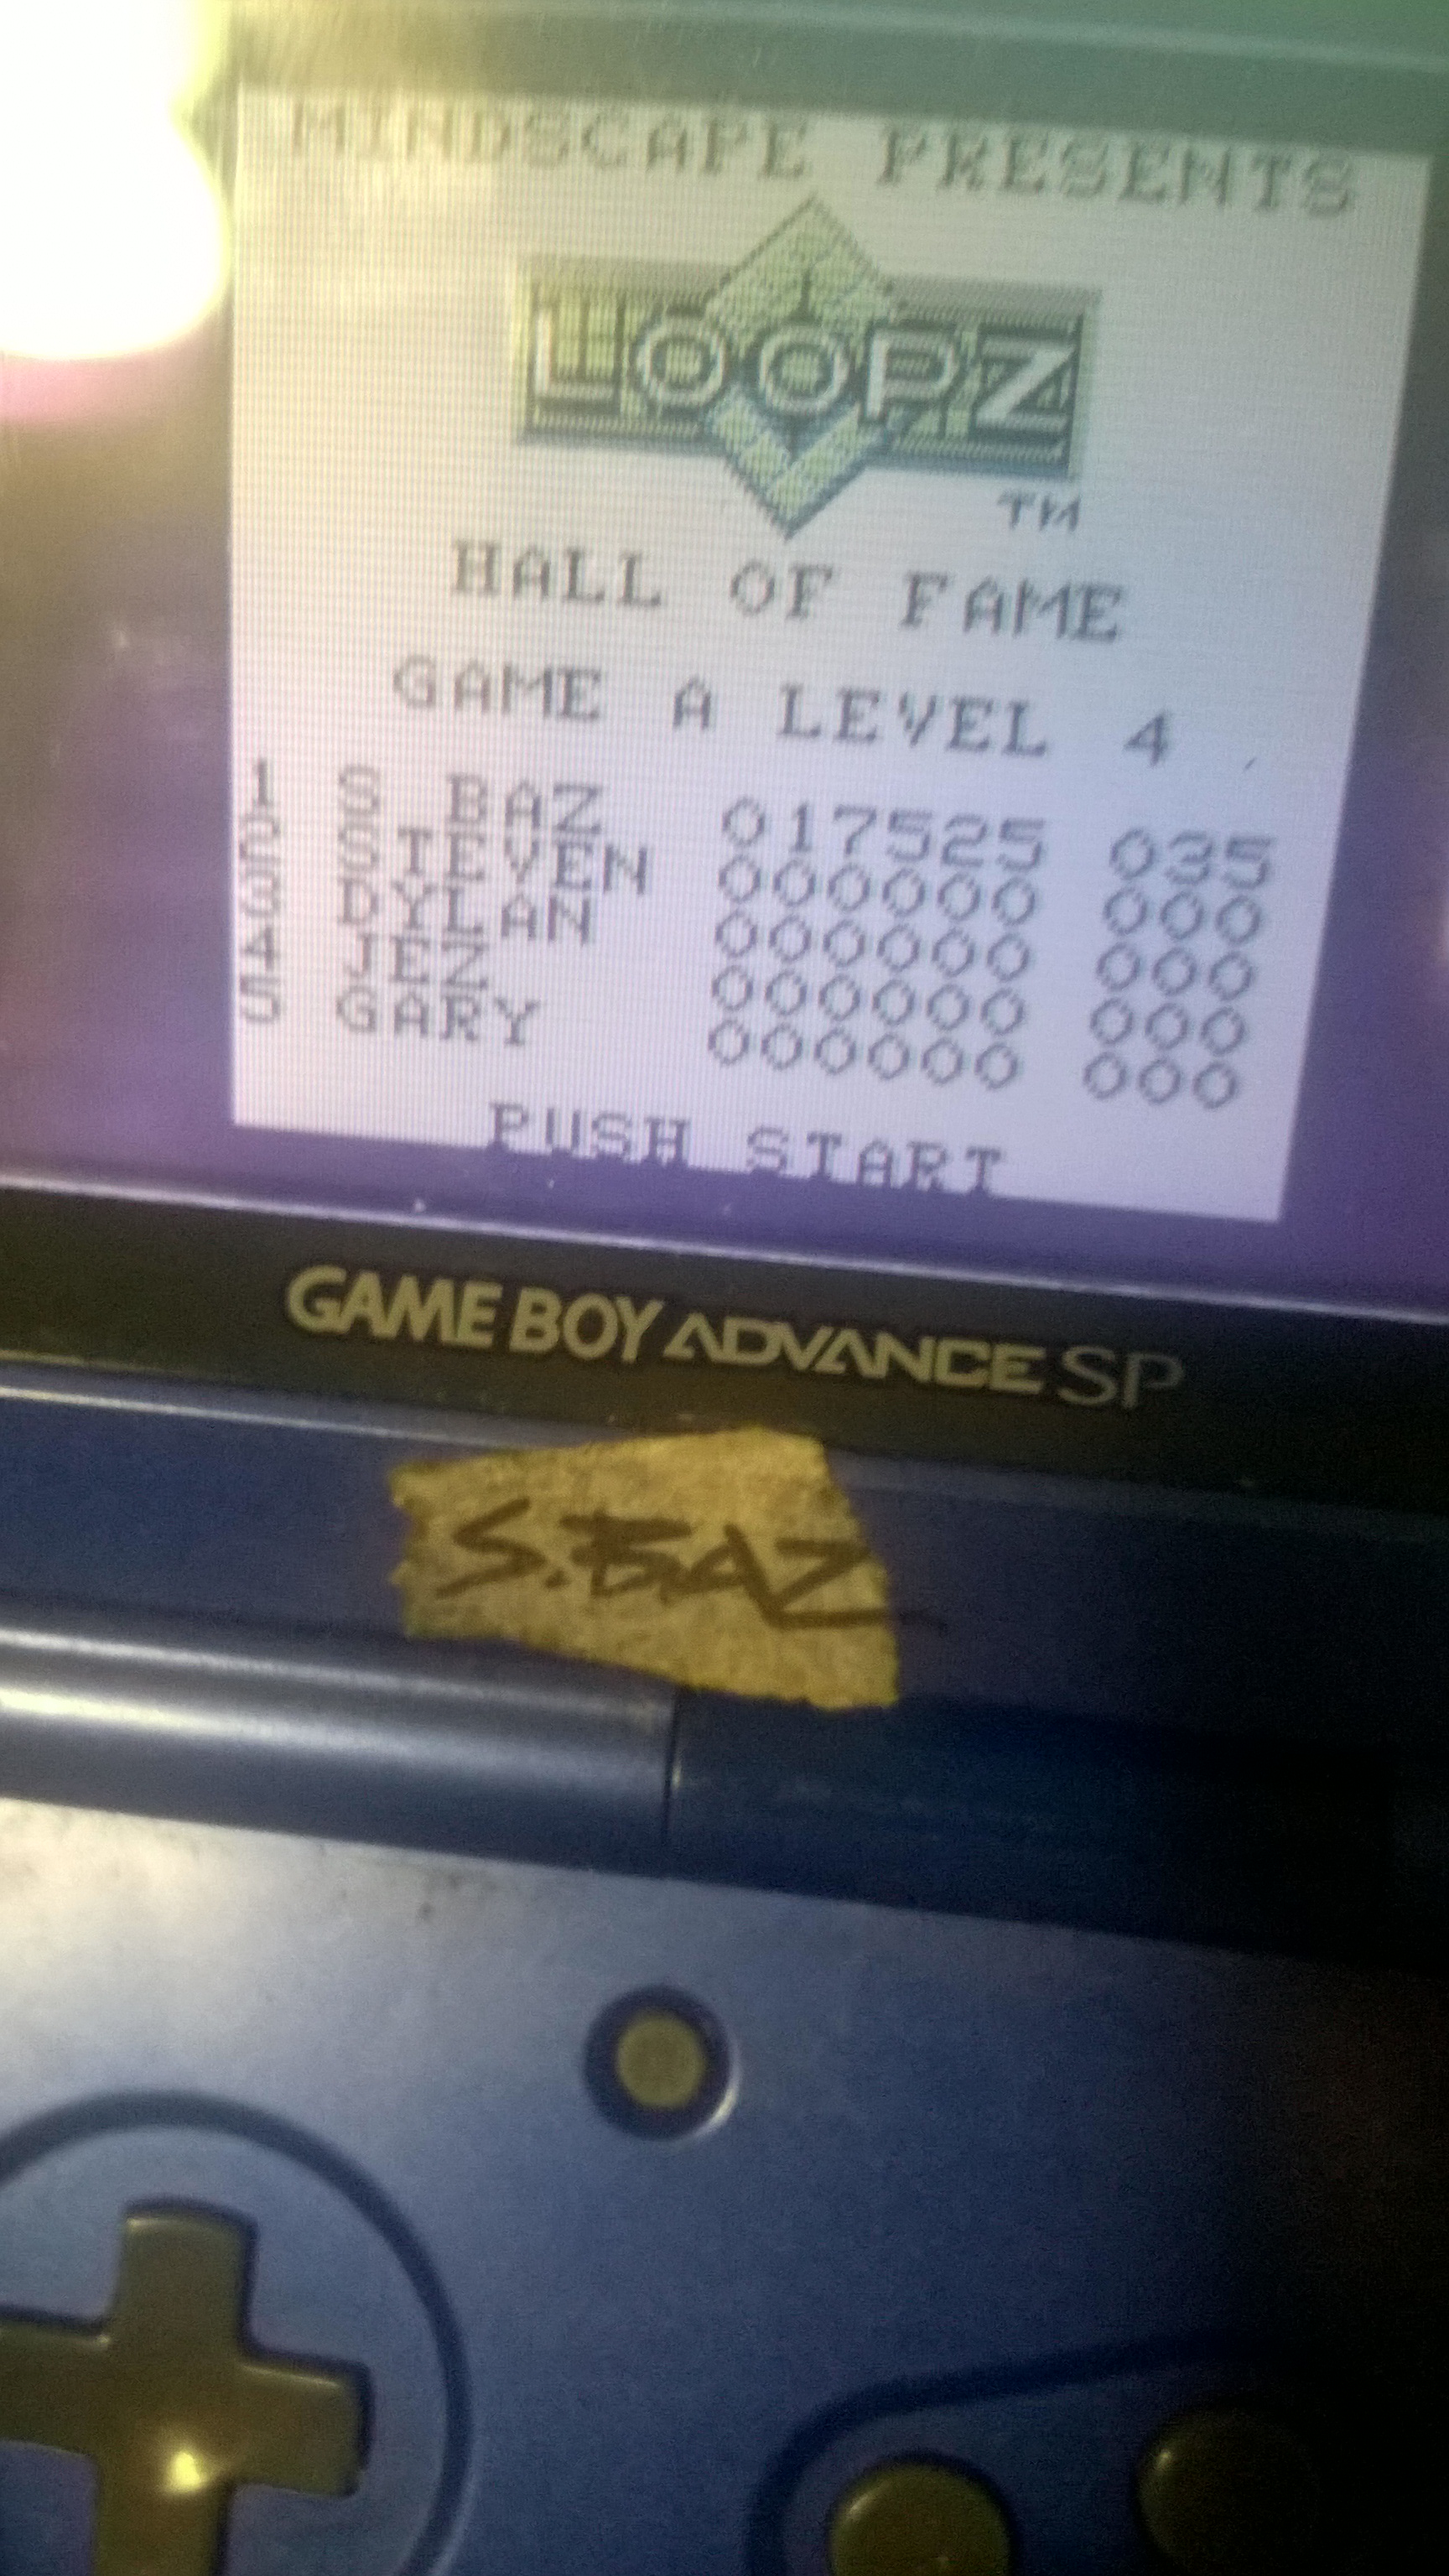 MINDSCAPE PRESENTS
LOOPZ
TM
HALL OF FAME
GAME A LEVEL 4
1 S BAZ 017525 035
2 STEVEN 000000 000
3 DYLAN 000000 000
4 JEZ 000000 000
5 GARY 000000 000
PUSH START
GAME BOY ADVANCE SP
S.BAZ